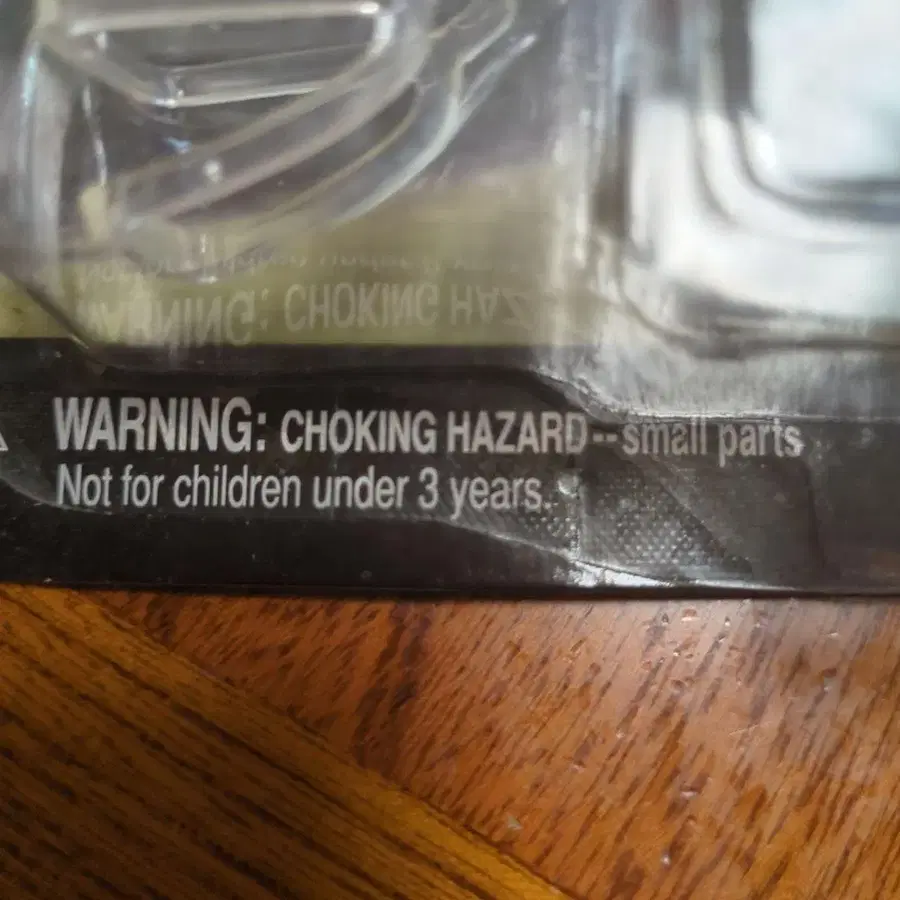 WARNING: CHOKING HAZARD--small parts
Not for children under 3 years.